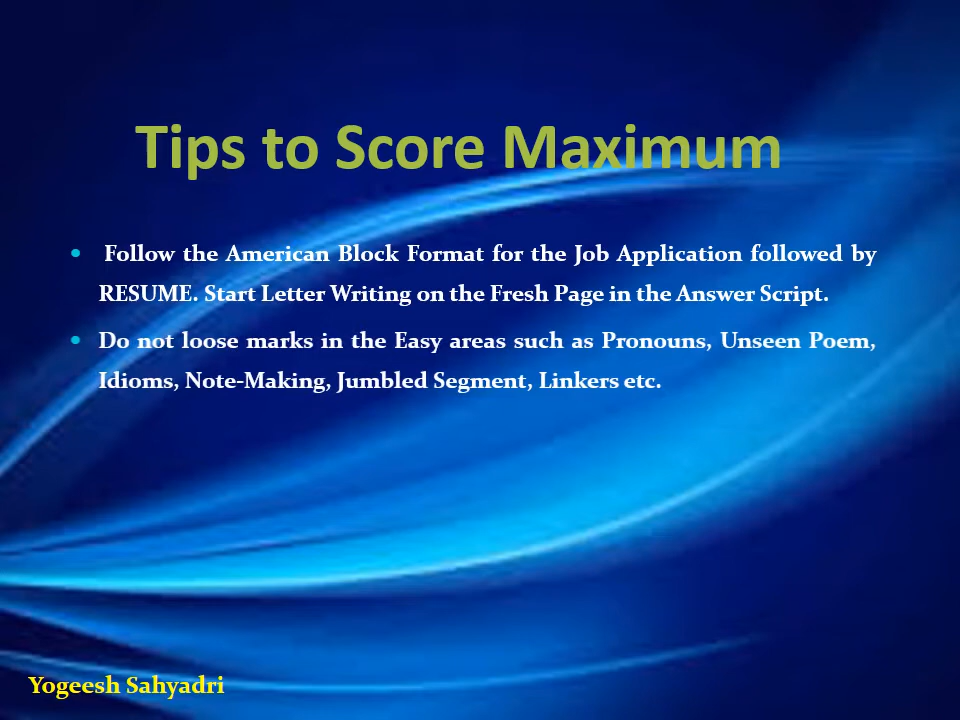 Tips to Score Maximum
• Follow the American Block Format for the Job Application followed by
RESUME. Start Letter Writing on the Fresh Page in the Answer Script.
• Do not loose marks in the Easy areas such as Pronouns, Unseen Poem,
Idioms, Note-Making, Jumbled Segment, Linkers etc.
Yogeesh Sahyadri